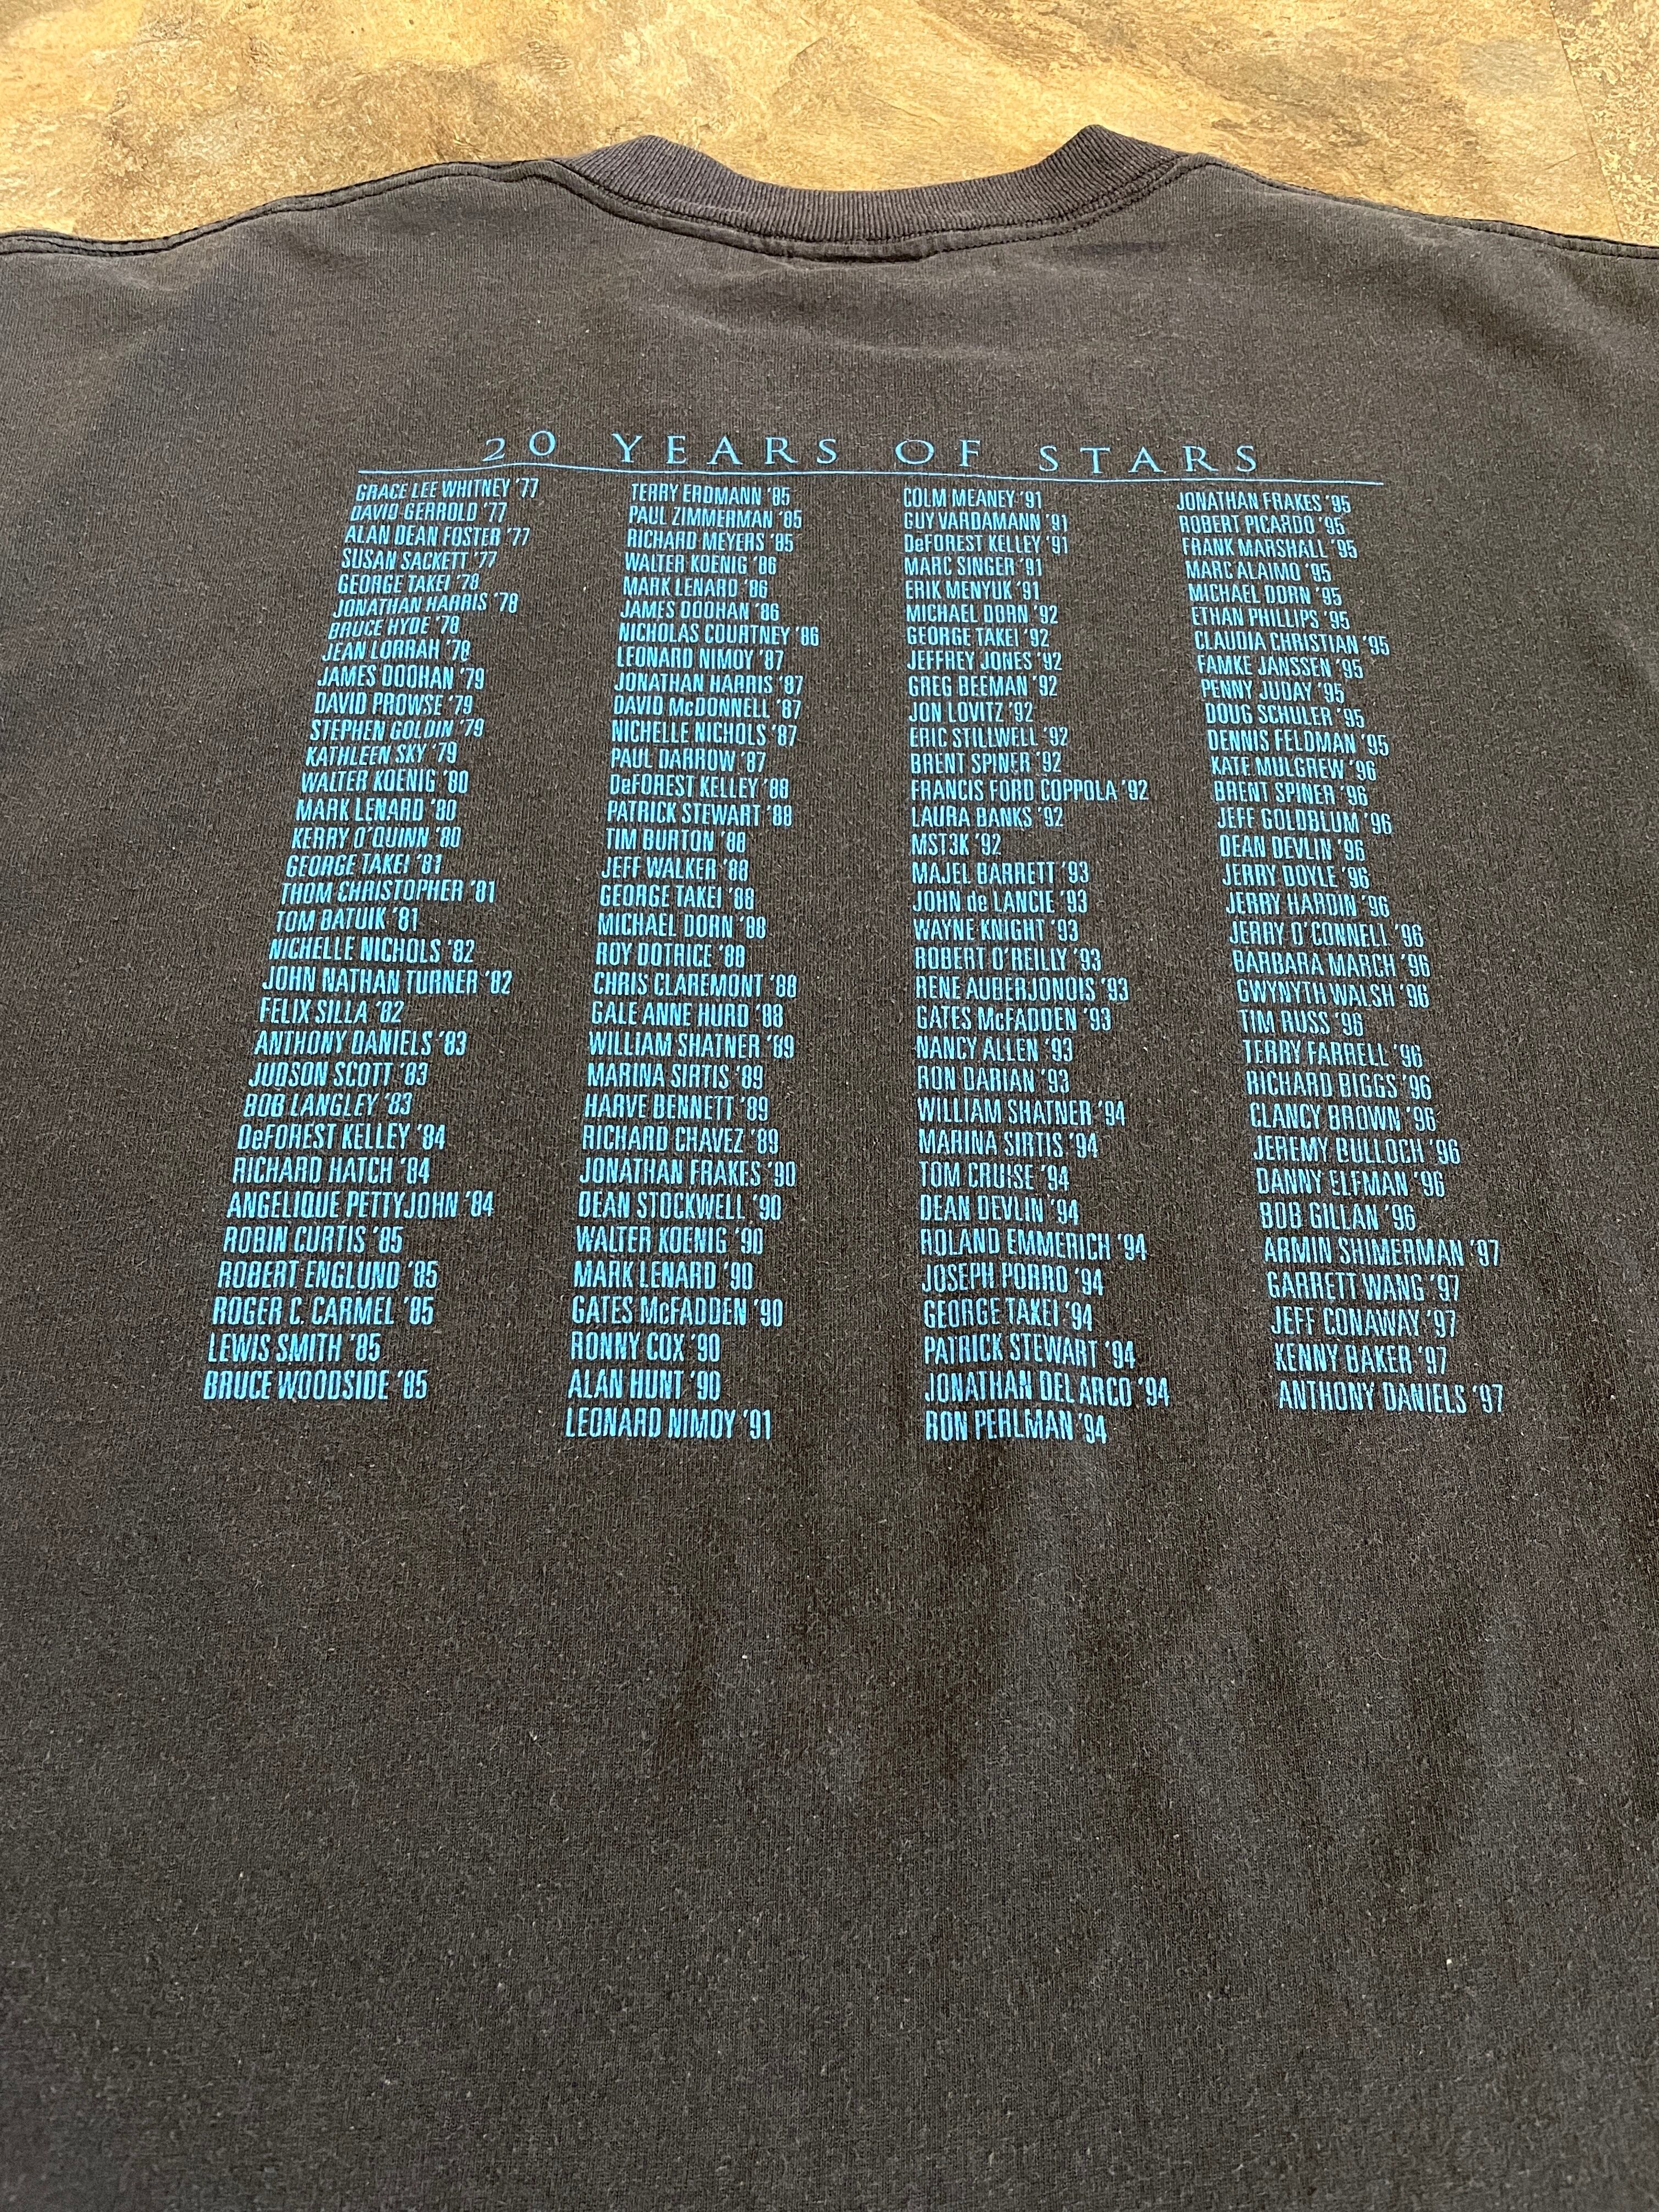 20 YEARS OF STARS
GRACE LEE WHITNEY '77
DAVID GERROLD '77
ALAN DEAN FOSTER '77
SUSAN SACKETT '77
GEORGE TAKEI '78
JONATHAN HARRIS '78
BRUCE HYDE '78
JEAN LORRAH '78
JAMES DOOHAN '79
DAVID PROWSE '79
STEPHEN GOLDIN '79
KATHLEEN SKY '79
WALTER KOENIG '80
MARK LENARD '80
KERRY O'QUINN '80
GEORGE TAKEI '81
THOM CHRISTOPHER '81
TOM BATUIK '81
NICHELLE NICHOLS '82
JOHN NATHAN TURNER '82
FELIX SILLA '82
ANTHONY DANIELS '83
JUDSON SCOTT '83
BOB LANGLEY '83
DeFOREST KELLEY '84
RICHARD HATCH '84
ANGELIQUE PETTYJOHN '84
ROBIN CURTIS '85
ROBERT ENGLUND '85
ROGER C. CARMEL '85
LEWIS SMITH '85
BRUCE WOODSIDE '85
TERRY ERDMANN '85
PAUL ZIMMERMAN '85
RICHARD MEYERS '85
WALTER KOENIG '86
MARK LENARD '86
JAMES DOOHAN '86
NICHOLAS COURTNEY '86
LEONARD NIMOY '87
JONATHAN HARRIS '87
DAVID McDONNELL '87
NICHELLE NICHOLS '87
PAUL DARROW '87
DeFOREST KELLEY '88
PATRICK STEWART '88
TIM BURTON '88
JEFF WALKER '88
GEORGE TAKEI '88
MICHAEL DORN '88
ROY DOTRICE '88
CHRIS CLAREMONT '88
GALE ANNE HURD '88
WILLIAM SHATNER '89
MARINA SIRTIS '89
HARVE BENNETT '89
RICHARD CHAVEZ '89
JONATHAN FRAKES '90
DEAN STOCKWELL '90
WALTER KOENIG '90
MARK LENARD '90
GATES McFADDEN '90
RONNY COX '90
ALAN HUNT '90
LEONARD NIMOY '91
COLM MEANEY '91
GUY VARDAMANN '91
DeFOREST KELLEY '91
MARC SINGER '91
ERIK MENYUK '91
MICHAEL DORN '92
GEORGE TAKEI '92
JEFFREY JONES '92
GREG BEEMAN '92
JON LOVITZ '92
ERIC STILLWELL '92
BRENT SPINER '92
FRANCIS FORD COPPOLA '92
LAURA BANKS '92
MST3K '92
MAJEL BARRETT '93
JOHN de LANCIE '93
WAYNE KNIGHT '93
ROBERT O'REILLY '93
RENE AUBERJONOIS '93
GATES McFADDEN '93
NANCY ALLEN '93
RON DARIAN '93
WILLIAM SHATNER '94
MARINA SIRTIS '94
TOM CRUISE '94
DEAN DEVLIN '94
ROLAND EMMERICH '94
JOSEPH PORRO '94
GEORGE TAKEI '94
PATRICK STEWART '94
JONATHAN DEL ARCO '94
RON PERLMAN '94
JONATHAN FRAKES '95
ROBERT PICARDO '95
FRANK MARSHALL '95
MARC ALAIMO '95
MICHAEL DORN '95
ETHAN PHILLIPS '95
CLAUDIA CHRISTIAN '95
FAMKE JANSSEN '95
PENNY JUDAY '95
DOUG SCHULER '95
DENNIS FELDMAN '95
KATE MULGREW '96
BRENT SPINER '96
JEFF GOLDBLUM '96
DEAN DEVLIN '96
JERRY DOYLE '96
JERRY HARDIN '96
JERRY O'CONNELL '96
BARBARA MARCH '96
GWYNYTH WALSH '96
TIM RUSS '96
TERRY FARRELL '96
RICHARD BIGGS '96
CLANCY BROWN '96
JEREMY BULLOCH '96
DANNY ELFMAN '96
BOB GILLAN '96
ARMIN SHIMERMAN '97
GARRETT WANG '97
JEFF CONAWAY '97
KENNY BAKER '97
ANTHONY DANIELS '97